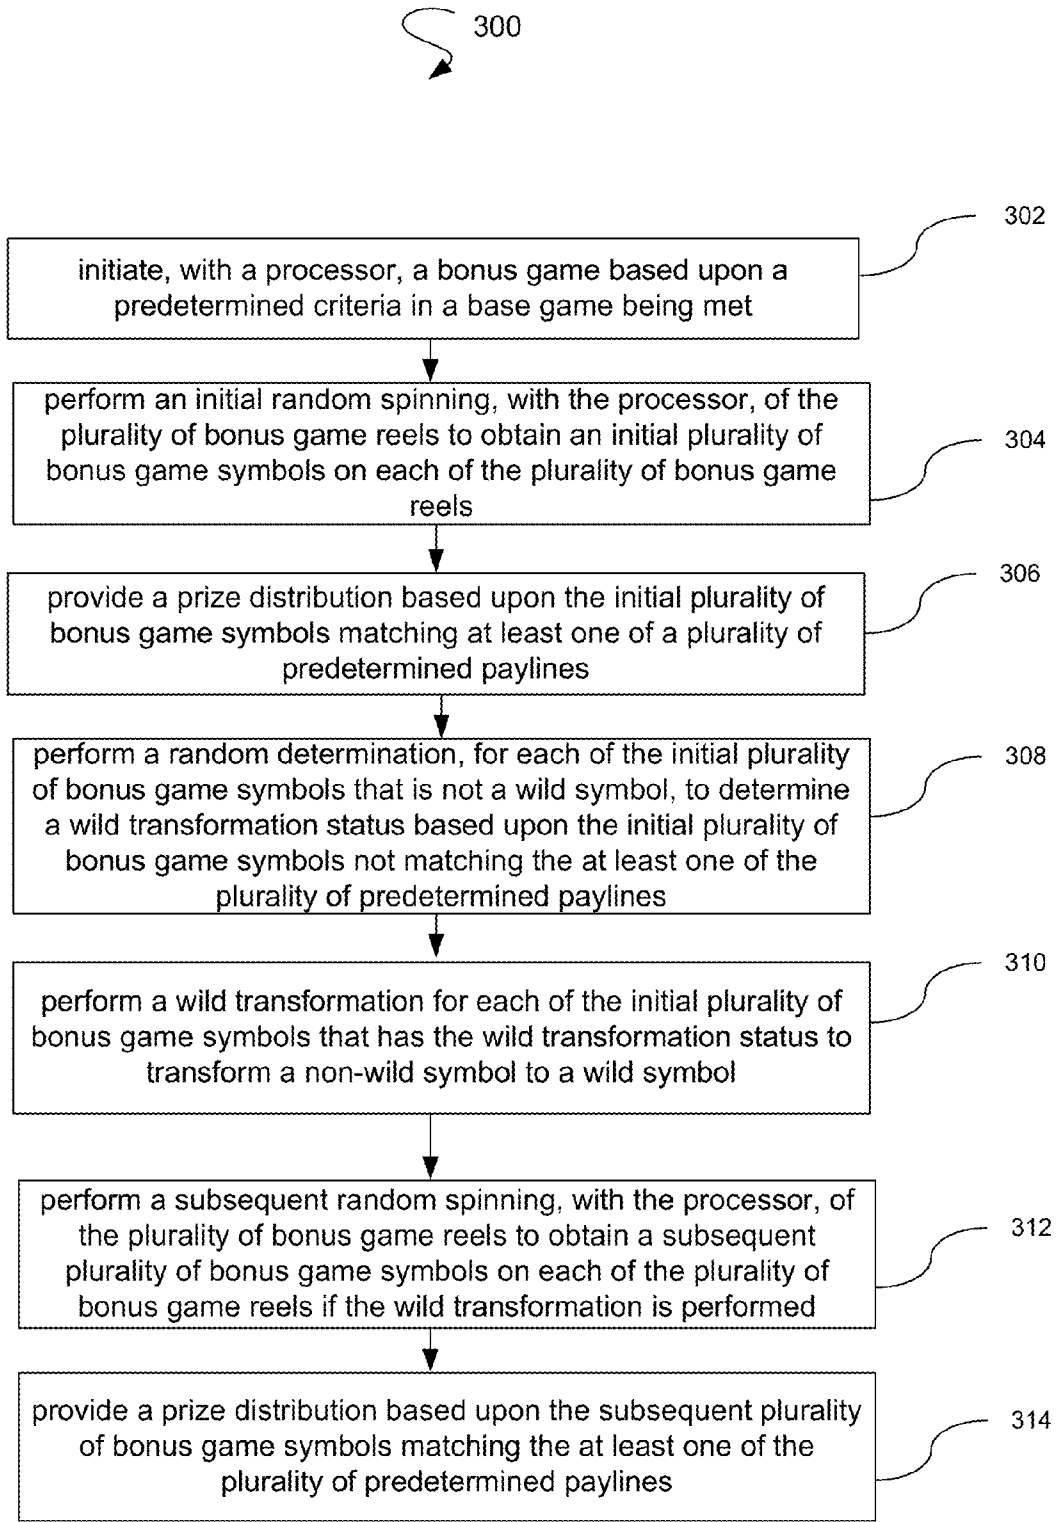 300
302
initiate, with a processor, a bonus game based upon a
predetermined criteria in a base game being met
perform an initial random spinning, with the processor, of the
plurality of bonus game reels to obtain an initial plurality of
bonus game symbols on each of the plurality of bonus game
reels
304
306
provide a prize distribution based upon the initial plurality of
bonus game symbols matching at least one of a plurality of
predetermined paylines
308
perform a random determination, for each of the initial plurality
of bonus game symbols that is not a wild symbol, to determine
a wild transformation status based upon the initial plurality of
bonus game symbols not matching the at least one of the
plurality of predetermined paylines
310
perform a wild transformation for each of the initial plurality of
bonus game symbols that has the wild transformation status to
transform a non-wild symbol to a wild symbol
perform a subsequent random spinning, with the processor, of
the plurality of bonus game reels to obtain a subsequent
plurality of bonus game symbols on each of the plurality of
bonus game reels if the wild transformation is performed
312
provide a prize distribution based upon the subsequent plurality
of bonus game symbols matching the at least one of the
plurality of predetermined paylines
314